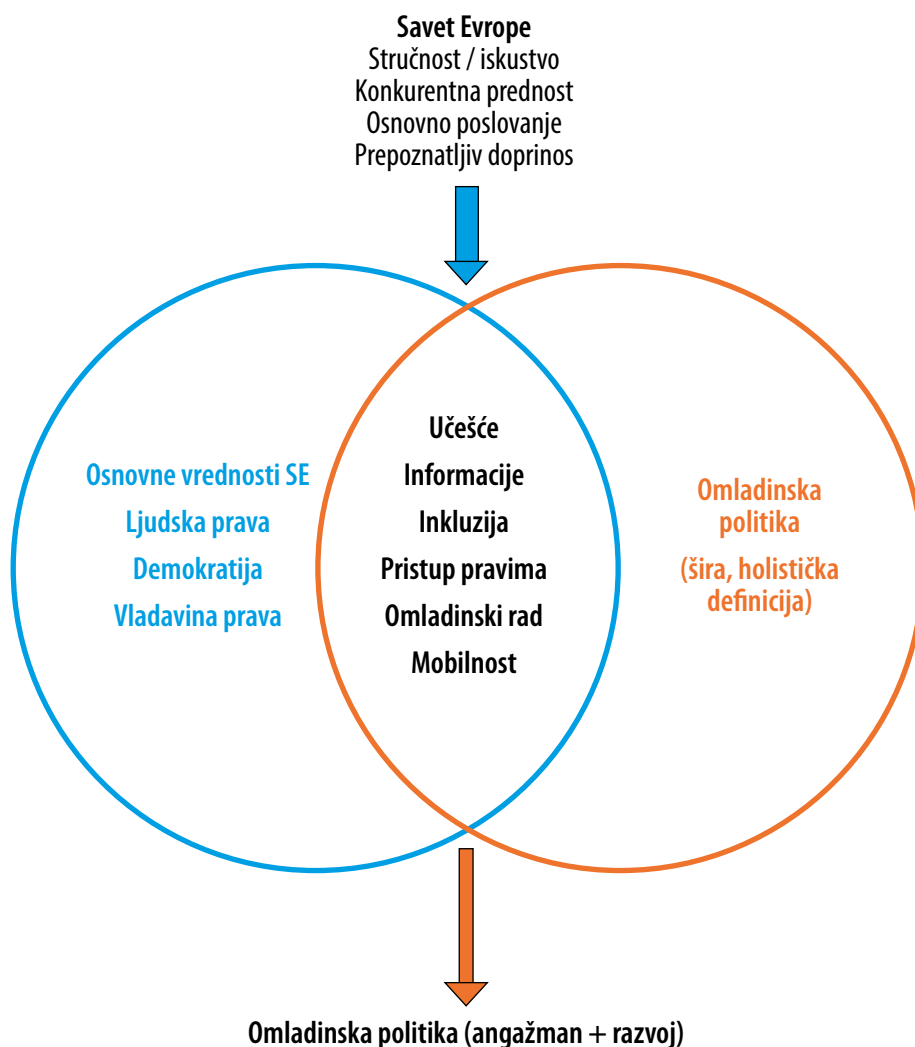 Savet Evrope
Stručnost / iskustvo
Konkurentna prednost
Osnovno poslovanje
Prepoznatljiv doprinos
Osnovne vrednosti SE
Ljudska prava
Demokratija
Vladavina prava
Učešće
Informacije
Inkluzija
Pristup pravima
Omladinski rad
Mobilnost
Omladinska
politika
(šira, holistička
definicija)
Omladinska politika (angažman + razvoj)